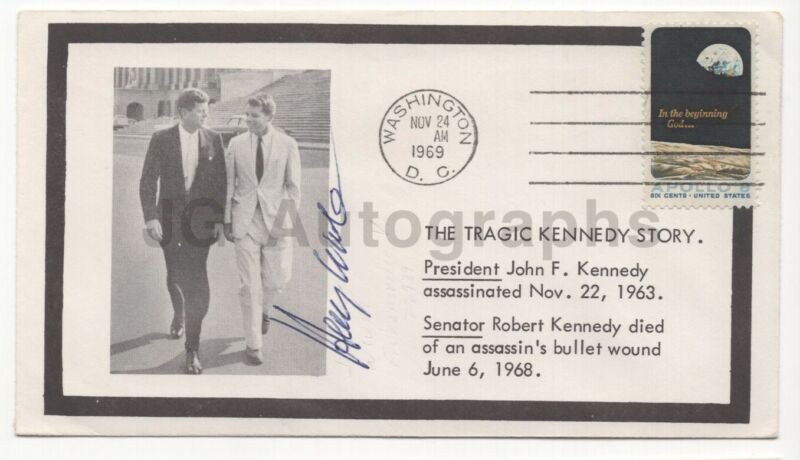 WASHINGTON
NOV 24
AM
1969
D. C.
In the beginning
God...
APOLLO 8
SIX CENTS · UNITED STATES
JG Autographs
THE TRAGIC KENNEDY STORY.
President John F. Kennedy
assassinated Nov. 22, 1963.
Senator Robert Kennedy died
of an assassin's bullet wound
June 6, 1968.